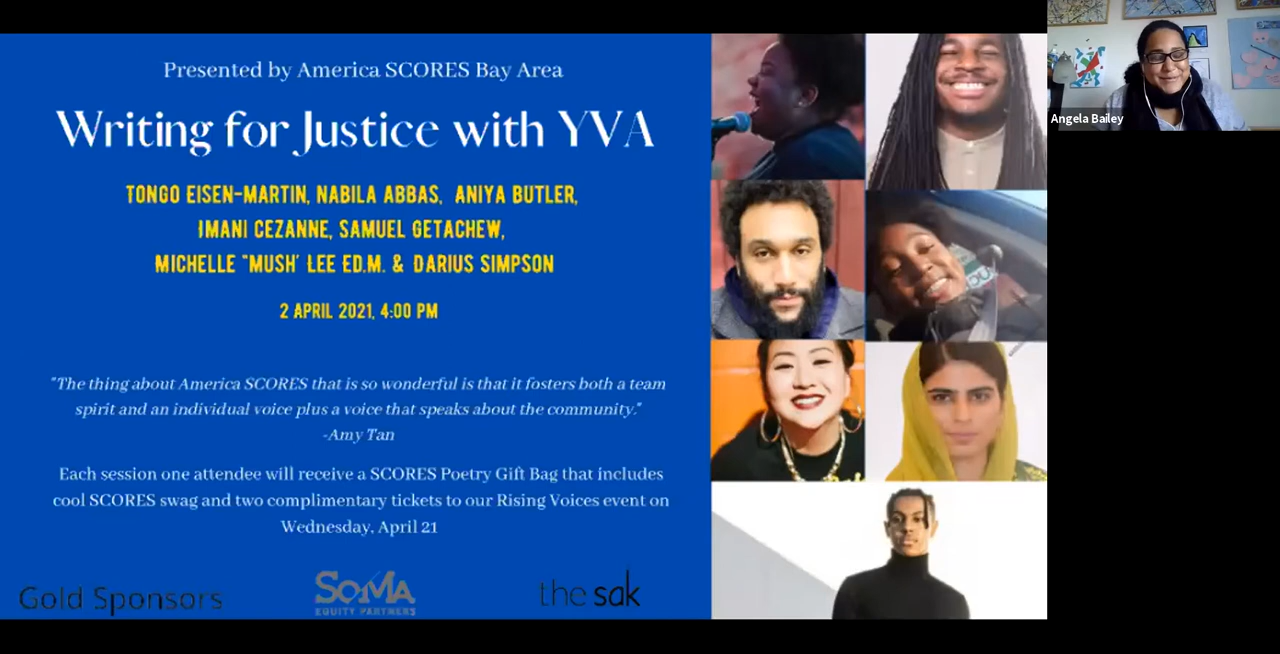 Presented by America SCORES Bay Area
Writing for Justice with YVA
TONGO EISEN-MARTIN, NABILA ABBAS, ANIYA BUTLER,
IMANI CEZANNE, SAMUEL GETACHEW,
MICHELLE "MUSH' LEE ED.M. & DARIUS SIMPSON
2 APRIL 2021, 4:00 PM
"The thing about America SCORES that is so wonderful is that it fosters both a team
spirit and an individual voice plus a voice that speaks about the community."
-Amy Tan
Each session one attendee will receive a SCORES Poetry Gift Bag that includes
cool SCORES swag and two complimentary tickets to our Rising Voices event on
Wednesday, April 21
Gold Sponsors
SOMA
EQUITY PARTNERS
the sak
Angela Bailey